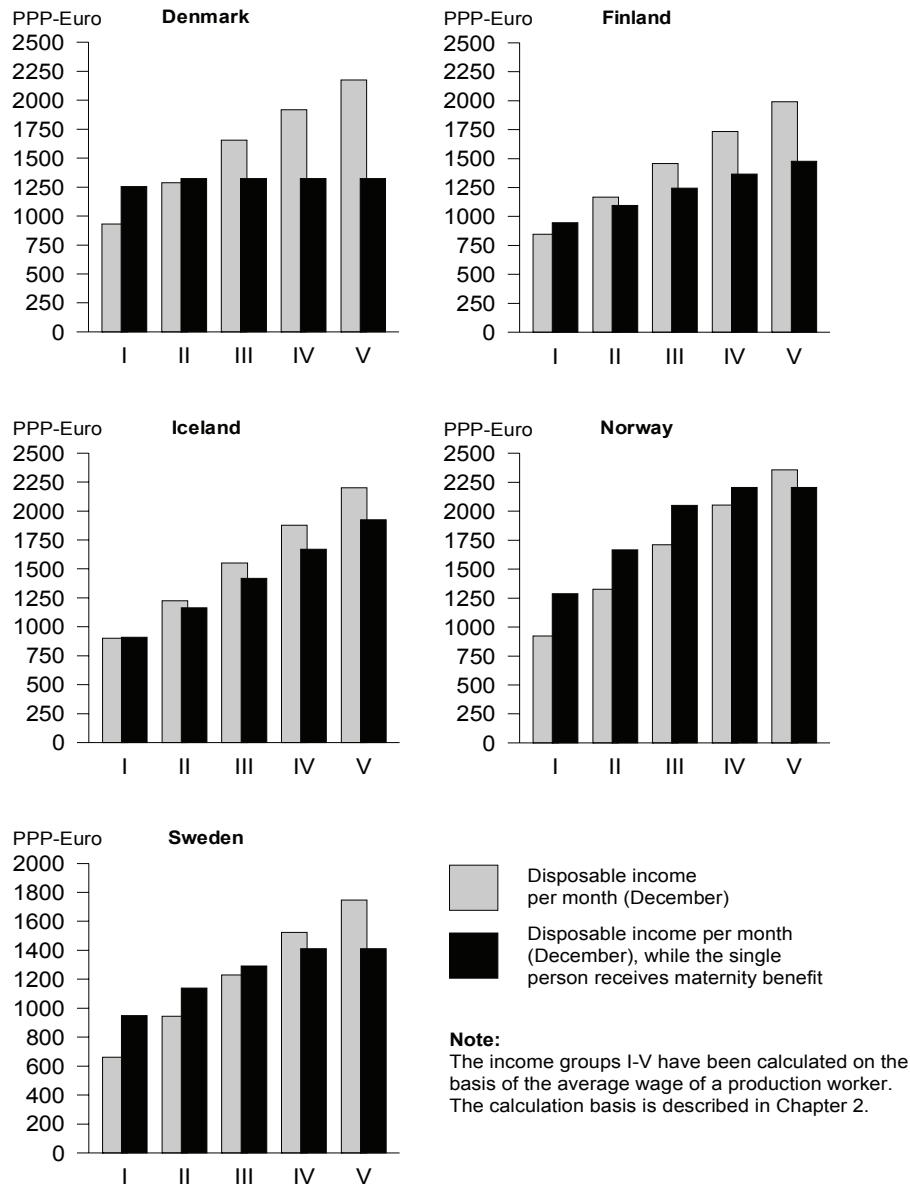 PPP-Euro Denmark
2500
2250
2000
1750
1500
1250
1000
750
500
250
0
I II III IV V
PPP-Euro Finland
2500
2250
2000
1750
1500
1250
1000
750
500
250
0
I II III IV V
PPP-Euro Iceland
2500
2250
2000
1750
1500
1250
1000
750
500
250
0
I II III IV V
PPP-Euro Norway
2500
2250
2000
1750
1500
1250
1000
750
500
250
0
I II III IV V
PPP-Euro Sweden
2000
1800
1600
1400
1200
1000
800
600
400
200
0
I II III IV V
Disposable income
per month (December)
Disposable income per month
(December), while the single
person receives maternity benefit
Note:
The income groups I-V have been calculated on the
basis of the average wage of a production worker.
The calculation basis is described in Chapter 2.